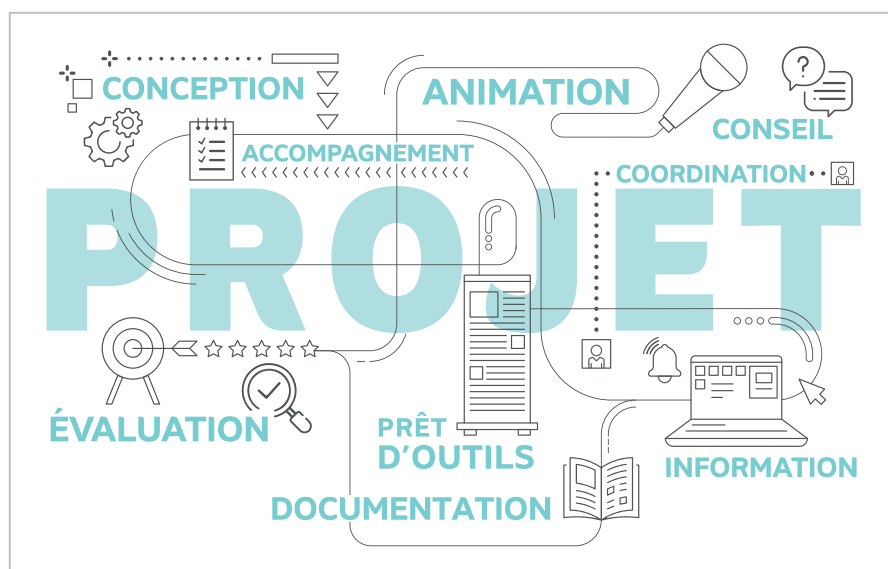 CONCEPTION
ANIMATION
CONSEIL
?
ACCOMPAGNEMENT
COORDINATION
PROJET
ÉVALUATION
PRÊT
D'OUTILS
INFORMATION
DOCUMENTATION